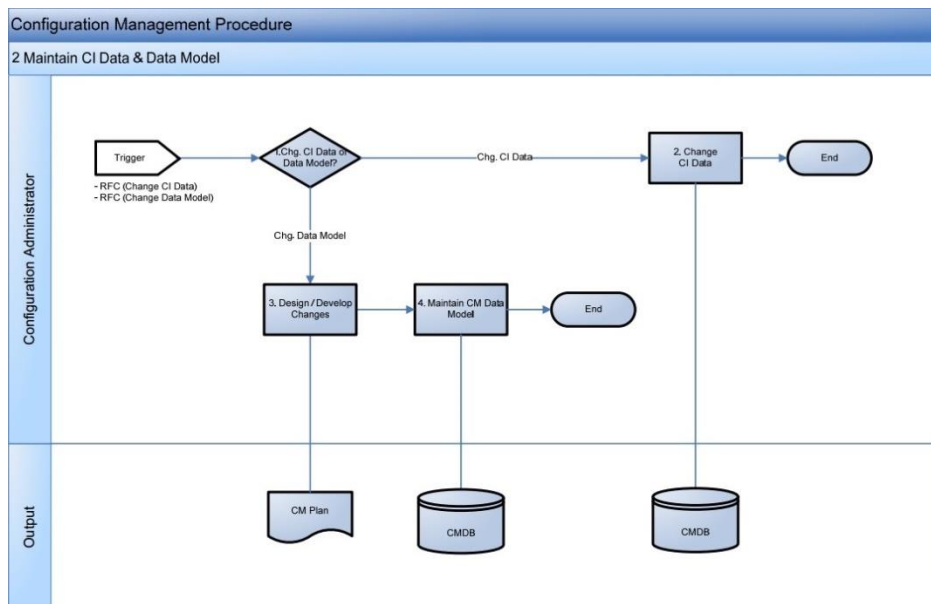 Configuration Management Procedure
2 Maintain CI Data & Data Model
Configuration Administrator
Trigger
- RFC (Change CI Data)
- RFC (Change Data Model)
1.Chg. CI Data or
Data Model?
Chg. CI Data
2. Change
CI Data
End
Chg. Data Model
3. Design / Develop
Changes
4. Maintain CM Data
Model
End
Output
CM Plan
CMDB
CMDB